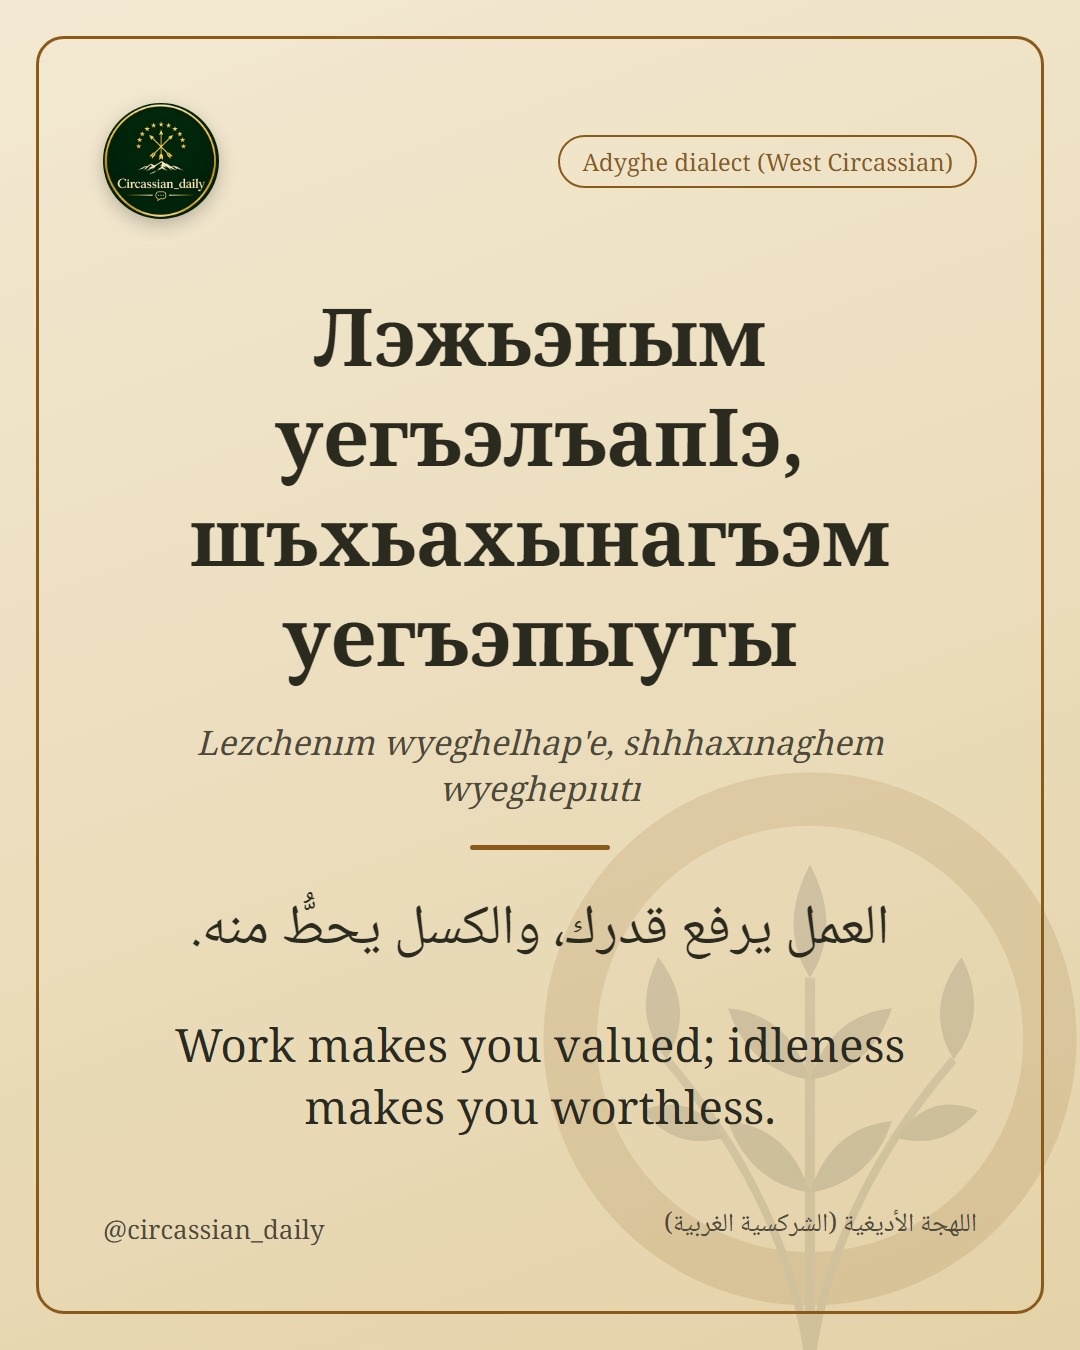 Circassian_daily
Adyghe dialect (West Circassian)
Лэжьэным
уегъэлъапӀэ,
шъхьахынагъэм
уегъэпыуты
Lezchenım wyeghelhap'e, shhhaxınaghem
wyeghepıutı
العمل يرفع قدرك، والكسل يحطُّ منه.
Work makes you valued; idleness
makes you worthless.
@circassian_daily
اللهجة الأديغية (الشركسية الغربية)